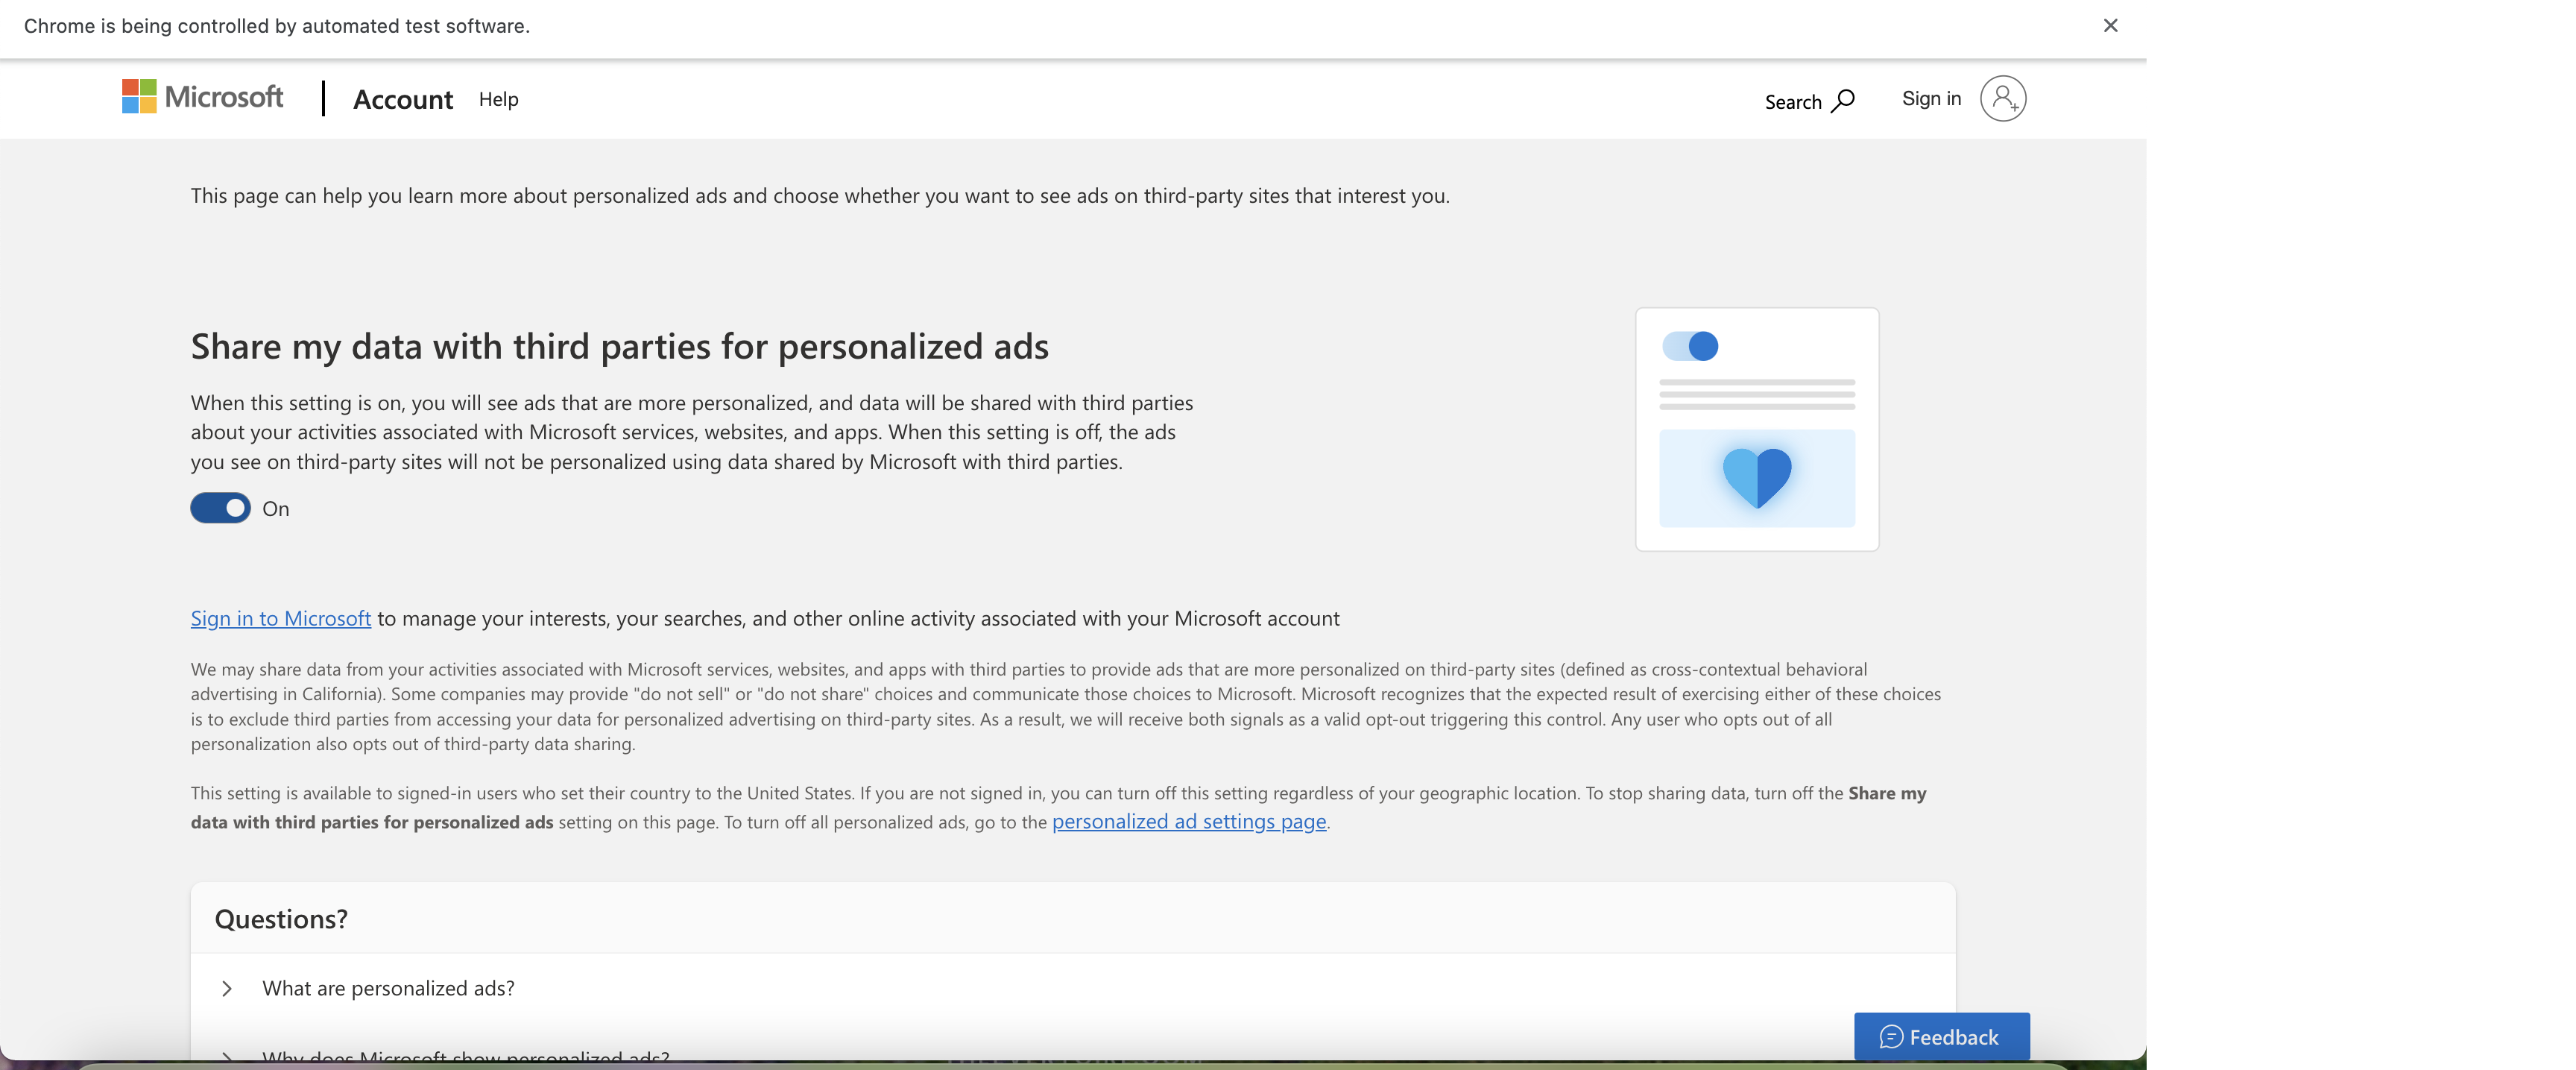 Chrome is being controlled by automated test software.
Microsoft
Account
Help
Search
Sign in
This page can help you learn more about personalized ads and choose whether you want to see ads on third-party sites that interest you.
Share my data with third parties for personalized ads
When this setting is on, you will see ads that are more personalized, and data will be shared with third parties
about your activities associated with Microsoft services, websites, and apps. When this setting is off, the ads
you see on third-party sites will not be personalized using data shared by Microsoft with third parties.
On
Sign in to Microsoft to manage your interests, your searches, and other online activity associated with your Microsoft account
We may share data from your activities associated with Microsoft services, websites, and apps with third parties to provide ads that are more personalized on third-party sites (defined as cross-contextual behavioral
advertising in California). Some companies may provide "do not sell" or "do not share" choices and communicate those choices to Microsoft. Microsoft recognizes that the expected result of exercising either of these choices
is to exclude third parties from accessing your data for personalized advertising on third-party sites. As a result, we will receive both signals as a valid opt-out triggering this control. Any user who opts out of all
personalization also opts out of third-party data sharing.
This setting is available to signed-in users who set their country to the United States. If you are not signed in, you can turn off this setting regardless of your geographic location. To stop sharing data, turn off the Share my
data with third parties for personalized ads setting on this page. To turn off all personalized ads, go to the personalized ad settings page.
Questions?
What are personalized ads?
Why does Microsoft show personalized ads?
Feedback